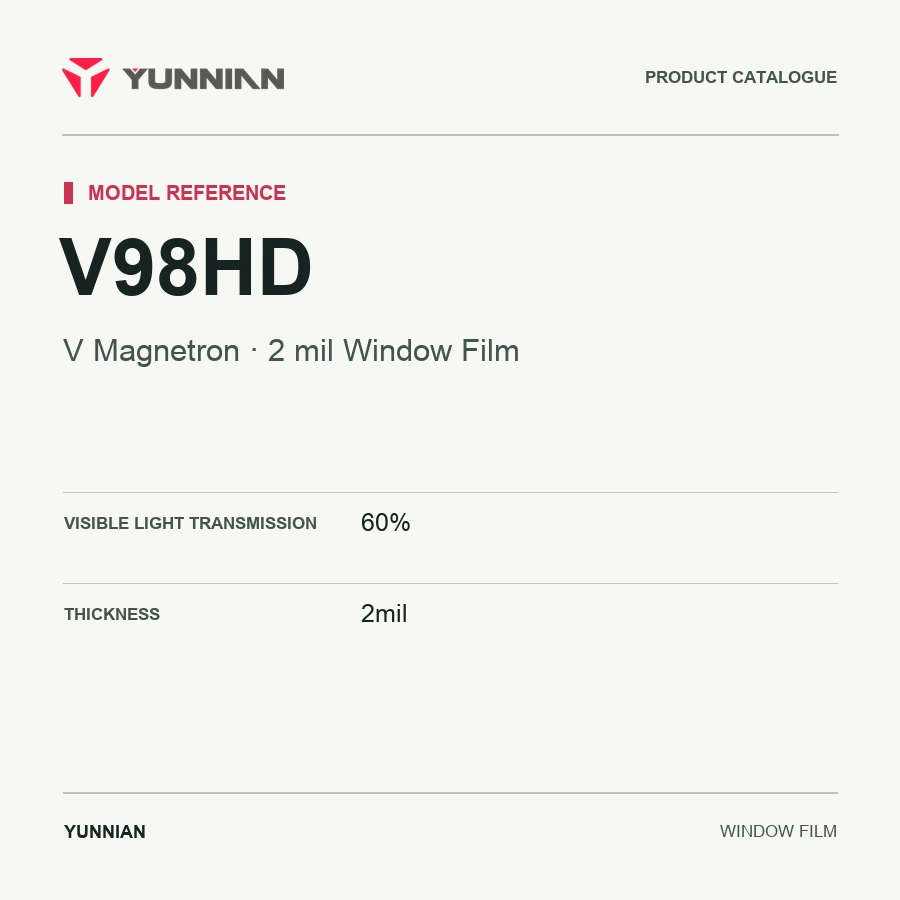 YUNNIAN
PRODUCT CATALOGUE
MODEL REFERENCE
V98HD
V Magnetron · 2 mil Window Film
VISIBLE LIGHT TRANSMISSION 60%
THICKNESS 2mil
YUNNIAN
WINDOW FILM